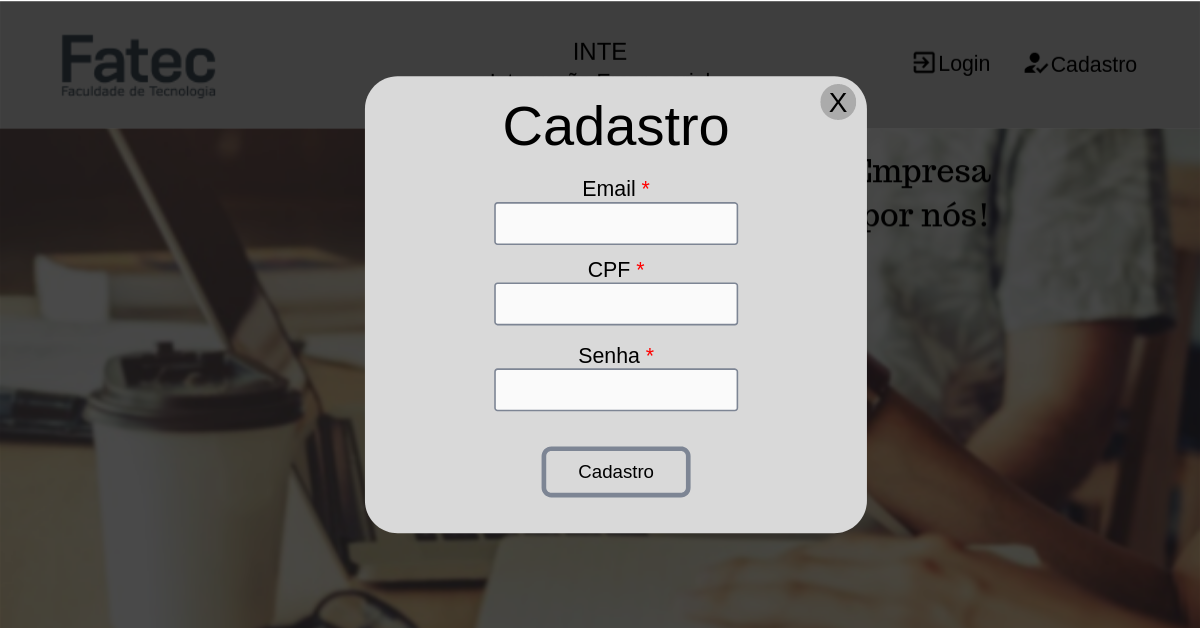 Fatec
Faculdade de Tecnologia
INTE
Login
Cadastro
X
Cadastro
Email *
CPF *
Senha *
Cadastro
Empresa
por nós!